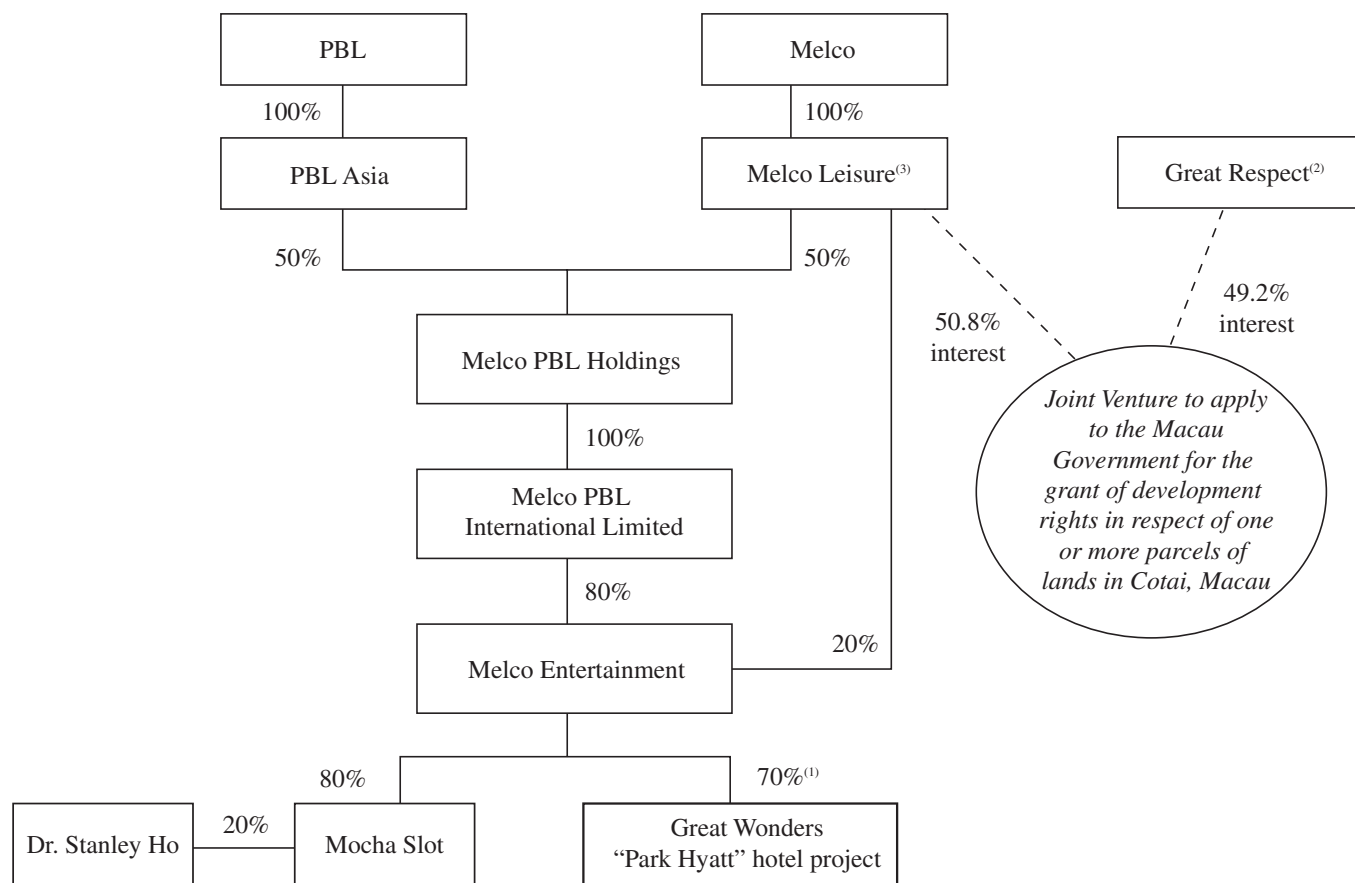 PBL
Melco
100%
100%
PBL Asia
Melco Leisure(3)
Great Respect(2)
50%
50%
50.8%
interest
49.2%
interest
Melco PBL Holdings
Joint Venture to apply
to the Macau
Government for the
grant of development
rights in respect of one
or more parcels of
lands in Cotai, Macau
100%
Melco PBL
International Limited
80%
Melco Entertainment
20%
80%
70%(1)
Dr. Stanley Ho
20%
Mocha Slot
Great Wonders
“Park Hyatt” hotel project